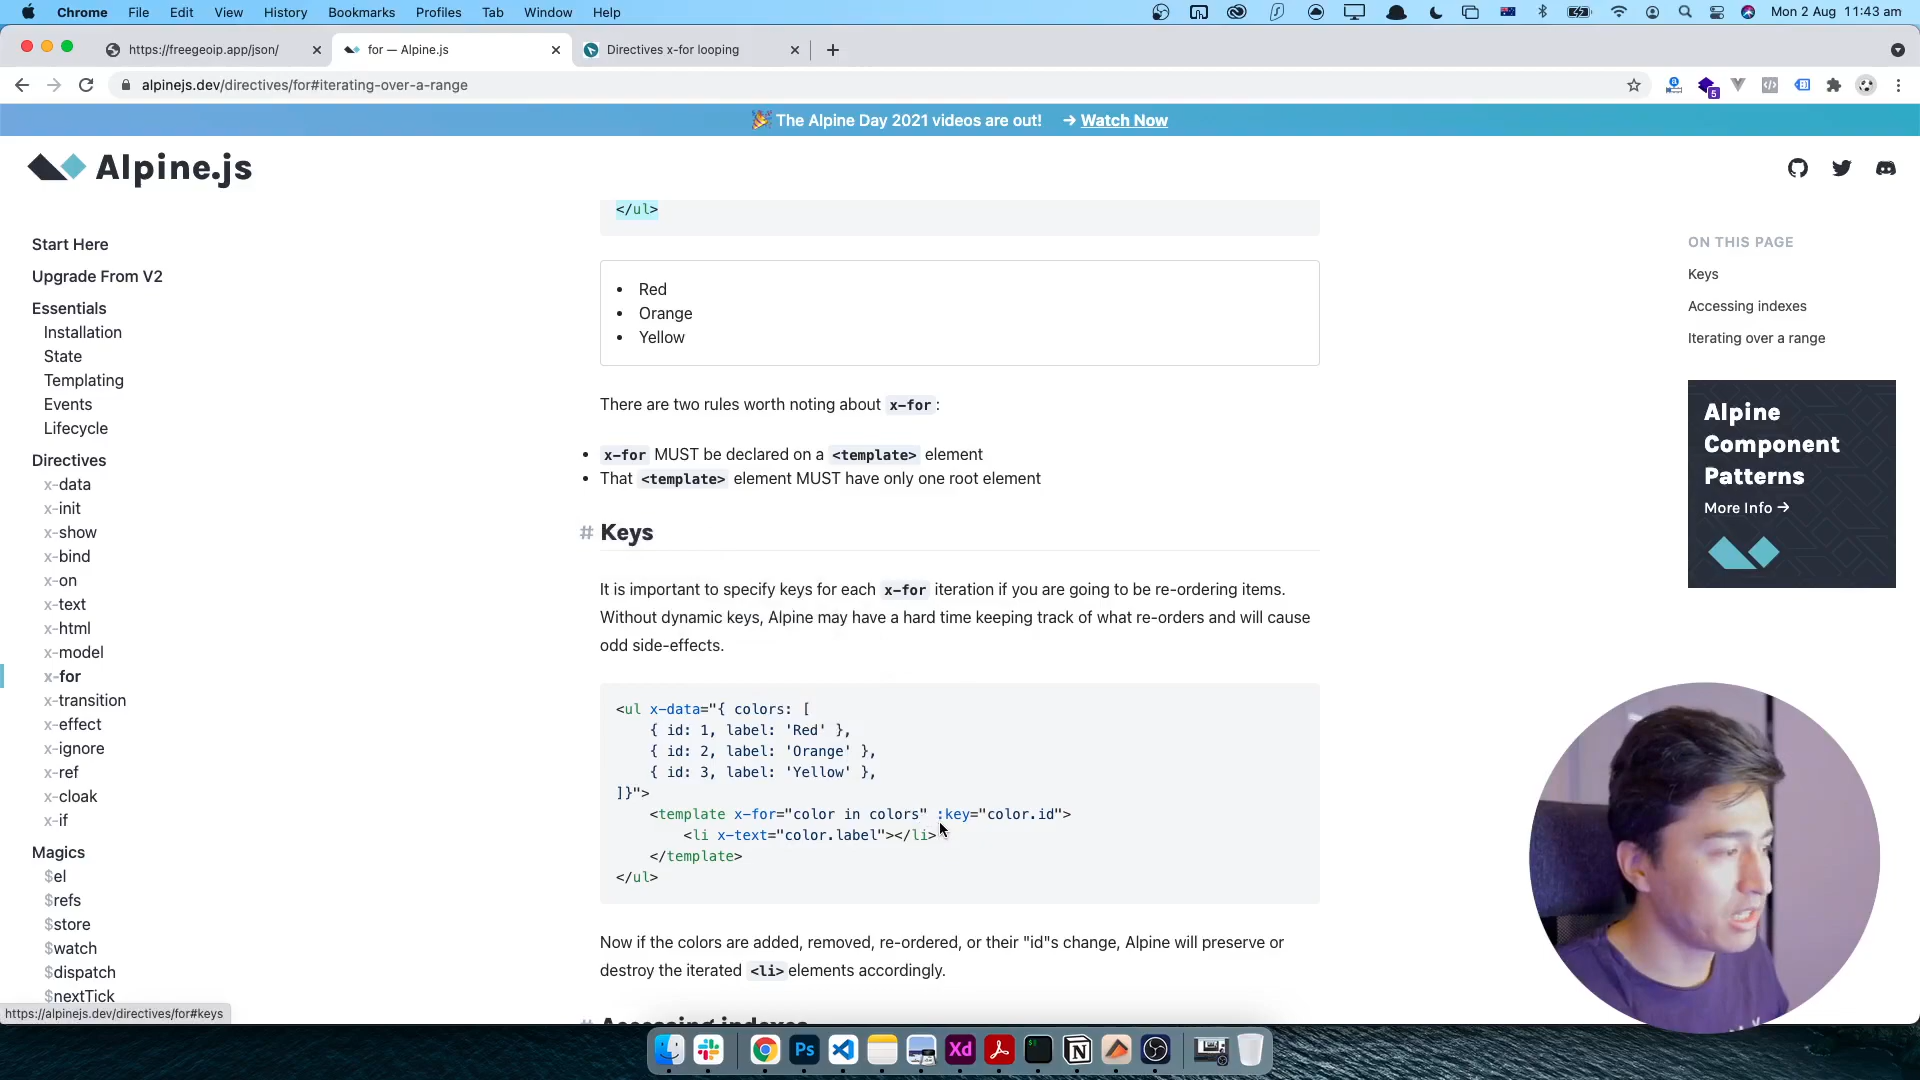 Chrome File Edit View History Bookmarks Profiles Tab Window Help Mon 2 Aug 11:43 am
https://freegeoip.app/json/ for — Alpine.js Directives x-for looping
alpinejs.dev/directives/for#iterating-over-a-range
5
🎉 The Alpine Day 2021 videos are out! → Watch Now
Alpine.js
Start Here
Upgrade From V2
Essentials
Installation
State
Templating
Events
Lifecycle
Directives
x-data
x-init
x-show
x-bind
x-on
x-text
x-html
x-model
x-for
x-transition
x-effect
x-ignore
x-ref
x-cloak
x-if
Magics
$el
$refs
$store
$watch
$dispatch
$nextTick
https://alpinejs.dev/directives/for#keys
</ul>
• Red
• Orange
• Yellow
There are two rules worth noting about x-for:
• x-for MUST be declared on a <template> element
• That <template> element MUST have only one root element
# Keys
It is important to specify keys for each x-for iteration if you are going to be re-ordering items.
Without dynamic keys, Alpine may have a hard time keeping track of what re-orders and will cause
odd side-effects.
<ul x-data="{ colors: [
{ id: 1, label: 'Red' },
{ id: 2, label: 'Orange' },
{ id: 3, label: 'Yellow' },
]}">
<template x-for="color in colors" :key="color.id">
<li x-text="color.label"></li>
</template>
</ul>
Now if the colors are added, removed, re-ordered, or their "id"s change, Alpine will preserve or
destroy the iterated <li> elements accordingly.
# Accessing indexes
ON THIS PAGE
Keys
Accessing indexes
Iterating over a range
Alpine
Component
Patterns
More Info →
Ps
Xd